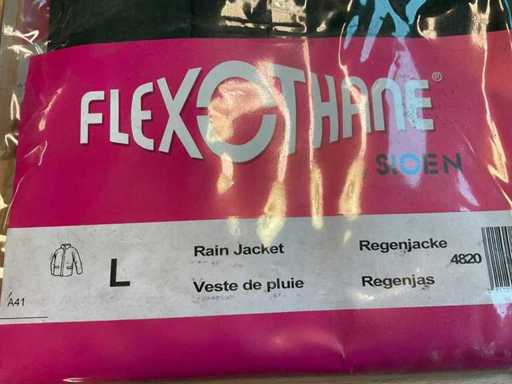 FLEXOTHANE®
SIOEN
L
Rain Jacket
Regenjacke
4820
Veste de pluie
Regenjas
A41